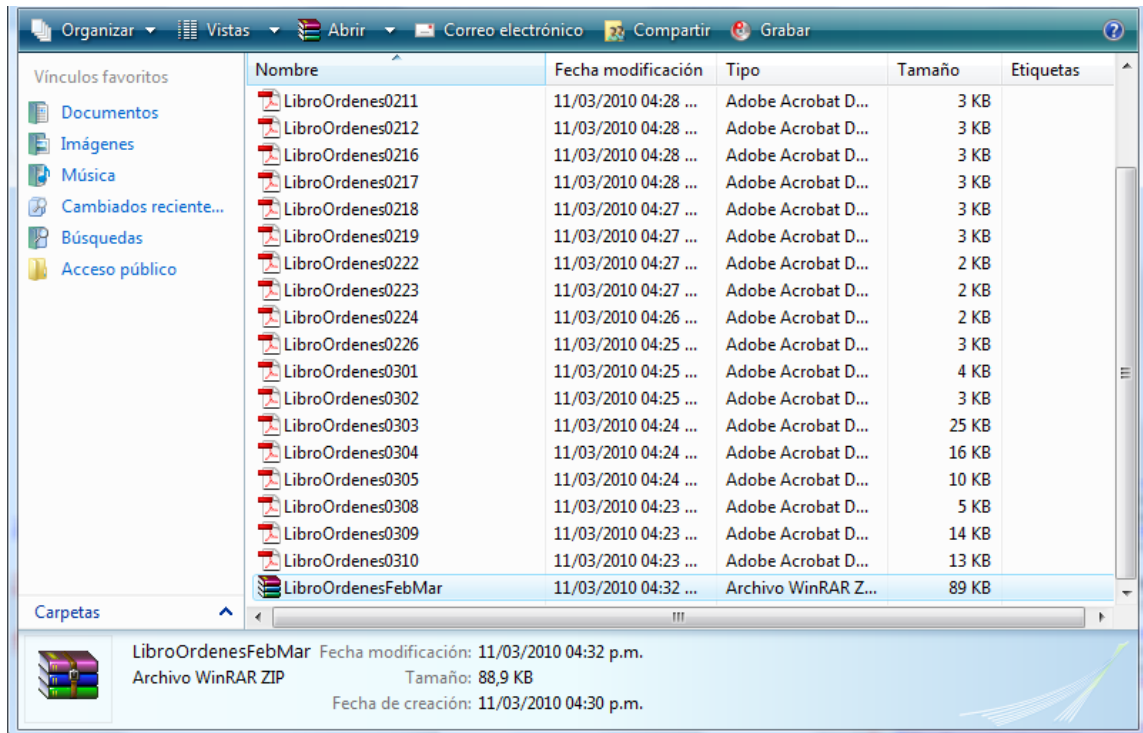 Organizar Vistas Abrir Correo electrónico Compartir Grabar
Vínculos favoritos
Documentos
Imágenes
Música
Cambiados reciente...
Búsquedas
Acceso público
Carpetas
Nombre Fecha modificación Tipo Tamaño Etiquetas
LibroOrdenes0211 11/03/2010 04:28 ... Adobe Acrobat D... 3 KB
LibroOrdenes0212 11/03/2010 04:28 ... Adobe Acrobat D... 3 KB
LibroOrdenes0216 11/03/2010 04:28 ... Adobe Acrobat D... 3 KB
LibroOrdenes0217 11/03/2010 04:28 ... Adobe Acrobat D... 3 KB
LibroOrdenes0218 11/03/2010 04:27 ... Adobe Acrobat D... 3 KB
LibroOrdenes0219 11/03/2010 04:27 ... Adobe Acrobat D... 3 KB
LibroOrdenes0222 11/03/2010 04:27 ... Adobe Acrobat D... 2 KB
LibroOrdenes0223 11/03/2010 04:27 ... Adobe Acrobat D... 2 KB
LibroOrdenes0224 11/03/2010 04:26 ... Adobe Acrobat D... 2 KB
LibroOrdenes0226 11/03/2010 04:25 ... Adobe Acrobat D... 3 KB
LibroOrdenes0301 11/03/2010 04:25 ... Adobe Acrobat D... 4 KB
LibroOrdenes0302 11/03/2010 04:25 ... Adobe Acrobat D... 3 KB
LibroOrdenes0303 11/03/2010 04:24 ... Adobe Acrobat D... 25 KB
LibroOrdenes0304 11/03/2010 04:24 ... Adobe Acrobat D... 16 KB
LibroOrdenes0305 11/03/2010 04:24 ... Adobe Acrobat D... 10 KB
LibroOrdenes0308 11/03/2010 04:23 ... Adobe Acrobat D... 5 KB
LibroOrdenes0309 11/03/2010 04:23 ... Adobe Acrobat D... 14 KB
LibroOrdenes0310 11/03/2010 04:23 ... Adobe Acrobat D... 13 KB
LibroOrdenesFebMar 11/03/2010 04:32 ... Archivo WinRAR Z... 89 KB
LibroOrdenesFebMar Fecha modificación: 11/03/2010 04:32 p.m.
Archivo WinRAR ZIP Tamaño: 88,9 KB
Fecha de creación: 11/03/2010 04:30 p.m.